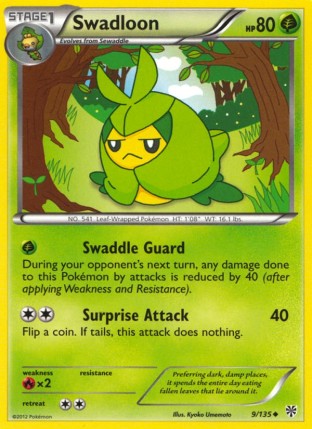 STAGE1 Swadloon HP80
Evolves from Sewaddle
NO. 541 Leaf-Wrapped Pokémon HT. 1'08" WT. 16.1 lbs.
Swaddle Guard
During your opponent's next turn, any damage done
to this Pokémon by attacks is reduced by 40 (after
applying Weakness and Resistance).
Surprise Attack 40
Flip a coin. If tails, this attack does nothing.
weakness resistance
×2
retreat
Preferring dark, damp places,
it spends the entire day eating
fallen leaves that lie around it.
©2012 Pokémon Illus. Kyoko Umemoto 9/135